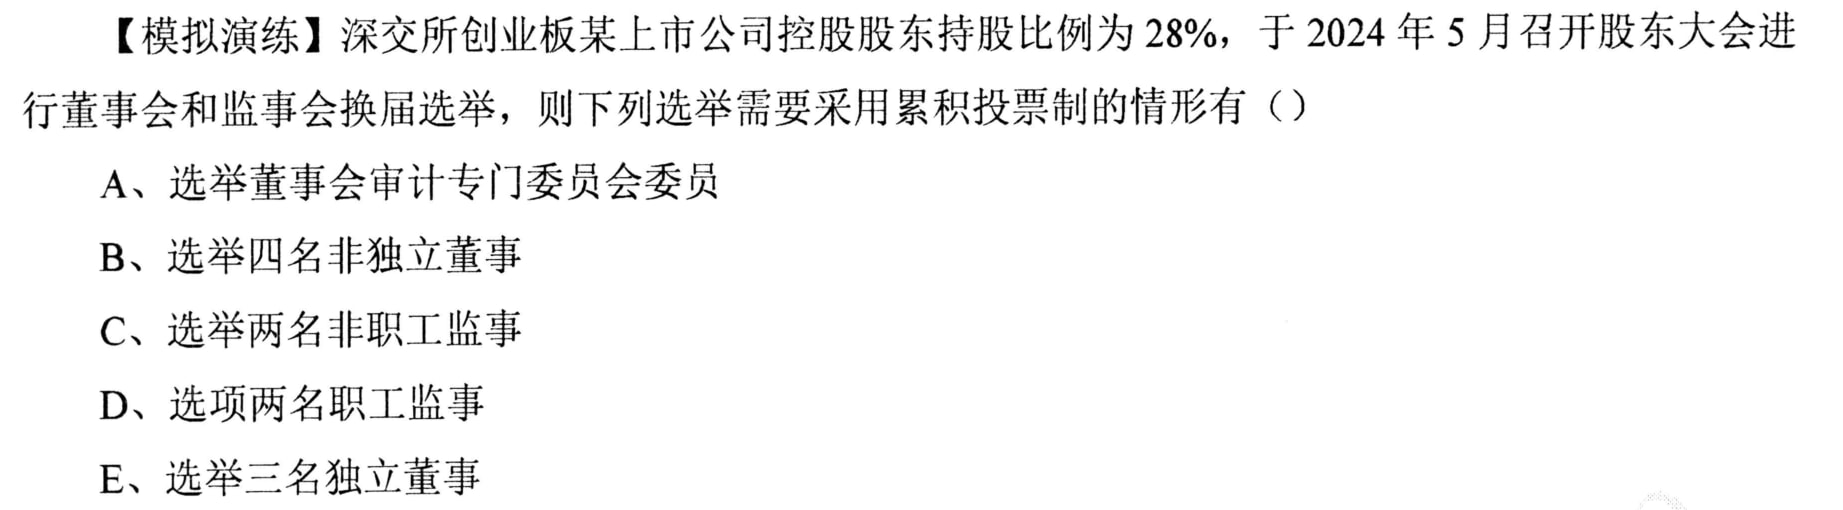 【模拟演练】深交所创业板某上市公司控股股东持股比例为 28%，于 2024 年 5 月召开股东大会进
行董事会和监事会换届选举，则下列选举需要采用累积投票制的情形有（）
A、选举董事会审计专门委员会委员
B、选举四名非独立董事
C、选举两名非职工监事
D、选项两名职工监事
E、选举三名独立董事